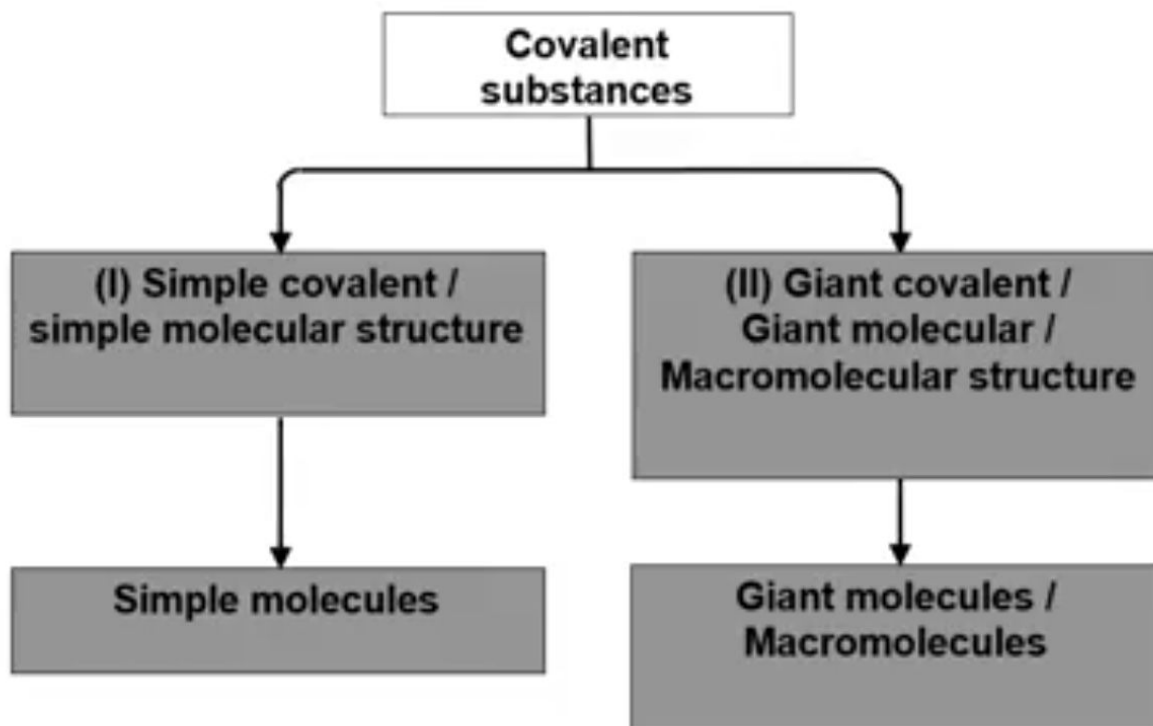 Covalent
substances
(I) Simple covalent /
simple molecular structure
(II) Giant covalent /
Giant molecular /
Macromolecular structure
Simple molecules
Giant molecules /
Macromolecules